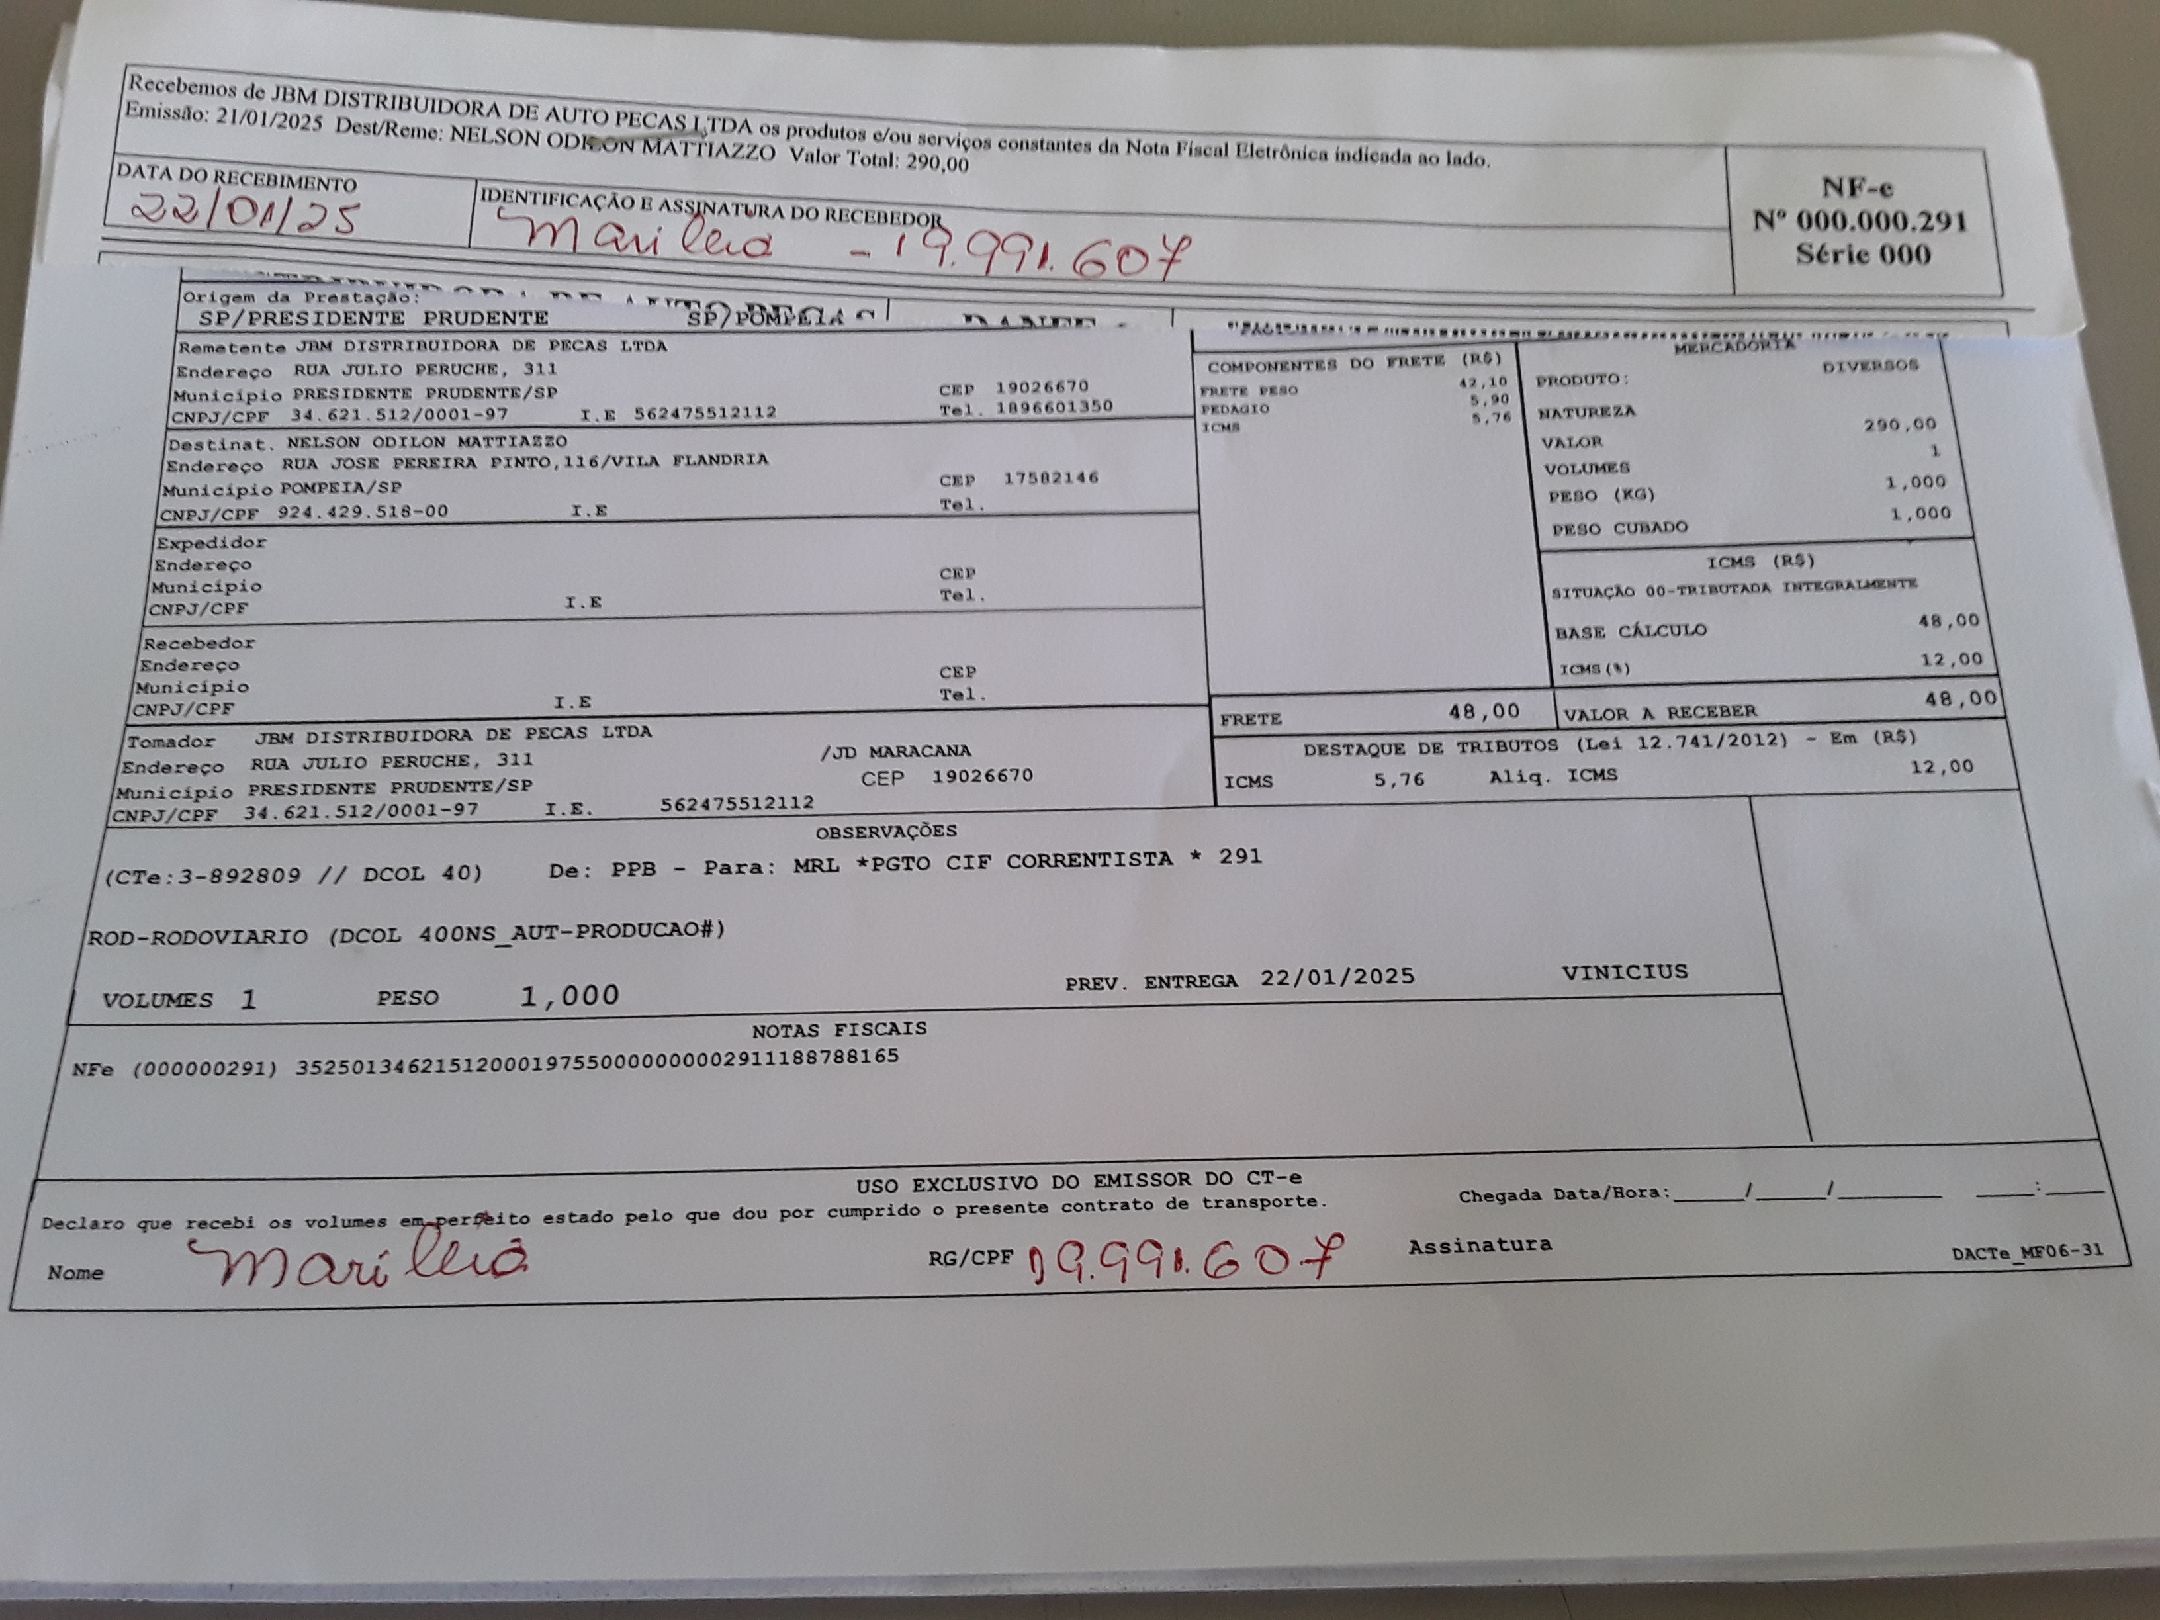 Recebemos de JBM DISTRIBUIDORA DE AUTO PECAS LTDA os produtos e/ou serviços constantes da Nota Fiscal Eletrônica indicada ao lado.
Emissão: 21/01/2025 Dest/Reme: NELSON ODILON MATTIAZZO Valor Total: 290,00
DATA DO RECEBIMENTO
22/01/25
IDENTIFICAÇÃO E ASSINATURA DO RECEBEDOR
Marileia - 19.991.607
NF-e
Nº 000.000.291
Série 000
Origem da Prestação:
SP/PRESIDENTE PRUDENTE SP/POMPEIA
Remetente JBM DISTRIBUIDORA DE PECAS LTDA
Endereço RUA JULIO PERUCHE, 311
Município PRESIDENTE PRUDENTE/SP CEP 19026670
CNPJ/CPF 34.621.512/0001-97 I.E 562475512112 Tel. 1896601350
Destinat. NELSON ODILON MATTIAZZO
Endereço RUA JOSE PEREIRA PINTO,116/VILA FLANDRIA
Município POMPEIA/SP CEP 17582146
CNPJ/CPF 924.429.518-00 I.E Tel.
Expedidor
Endereço
Município CEP
CNPJ/CPF I.E Tel.
Recebedor
Endereço
Município CEP
CNPJ/CPF I.E Tel.
Tomador JBM DISTRIBUIDORA DE PECAS LTDA
Endereço RUA JULIO PERUCHE, 311 /JD MARACANA
Município PRESIDENTE PRUDENTE/SP CEP 19026670
CNPJ/CPF 34.621.512/0001-97 I.E. 562475512112
COMPONENTES DO FRETE (R$)
FRETE PESO 42,10
PEDAGIO 5,90
ICMS 5,76
MERCADORIA
PRODUTO: DIVERSOS
NATUREZA
VALOR 290,00
VOLUMES 1
PESO (KG) 1,000
PESO CUBADO 1,000
ICMS (R$)
SITUAÇÃO 00-TRIBUTADA INTEGRALMENTE
BASE CÁLCULO 48,00
ICMS(%) 12,00
FRETE 48,00 VALOR A RECEBER 48,00
DESTAQUE DE TRIBUTOS (Lei 12.741/2012) - Em (R$)
ICMS 5,76 Aliq. ICMS 12,00
OBSERVAÇÕES
(CTe:3-892809 // DCOL 40) De: PPB - Para: MRL *PGTO CIF CORRENTISTA * 291
ROD-RODOVIARIO (DCOL 400NS_AUT-PRODUCAO#)
VOLUMES 1 PESO 1,000 PREV. ENTREGA 22/01/2025 VINICIUS
NOTAS FISCAIS
NFe (000000291) 35250134621512000197550000000002911188788165
USO EXCLUSIVO DO EMISSOR DO CT-e
Declaro que recebi os volumes em perfeito estado pelo que dou por cumprido o presente contrato de transporte. Chegada Data/Hora:____/____/______ ___:____
Nome Marileia RG/CPF 19.991.607 Assinatura
DACTe_MF06-31